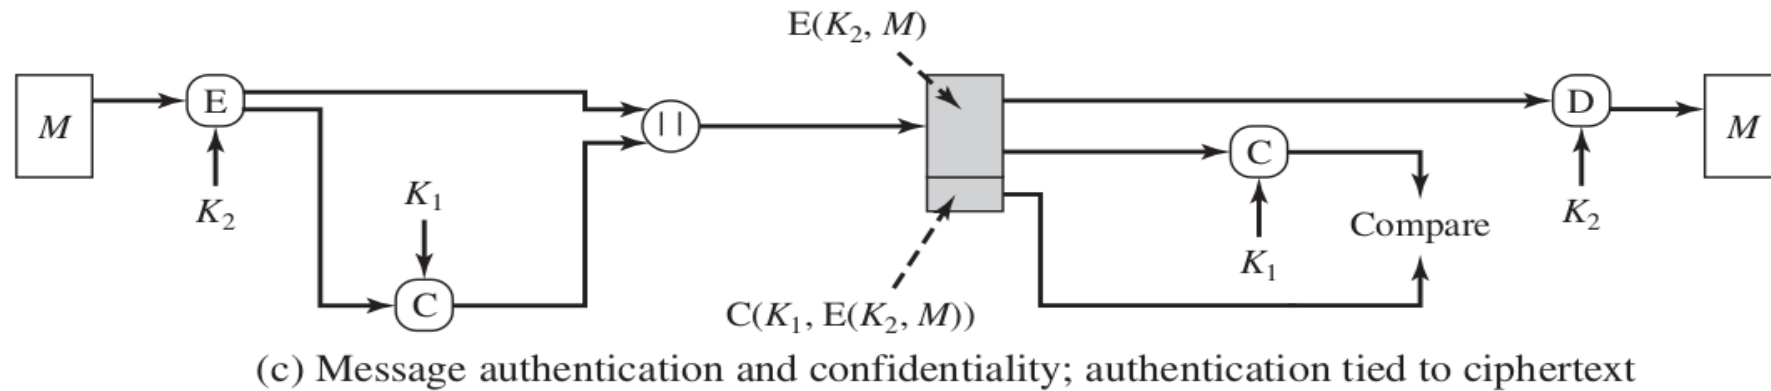 E(K₂, M)
M
E
K₂
K₁
C
||
C(K₁, E(K₂, M))
C
K₁
Compare
D
K₂
M
(c) Message authentication and confidentiality; authentication tied to ciphertext